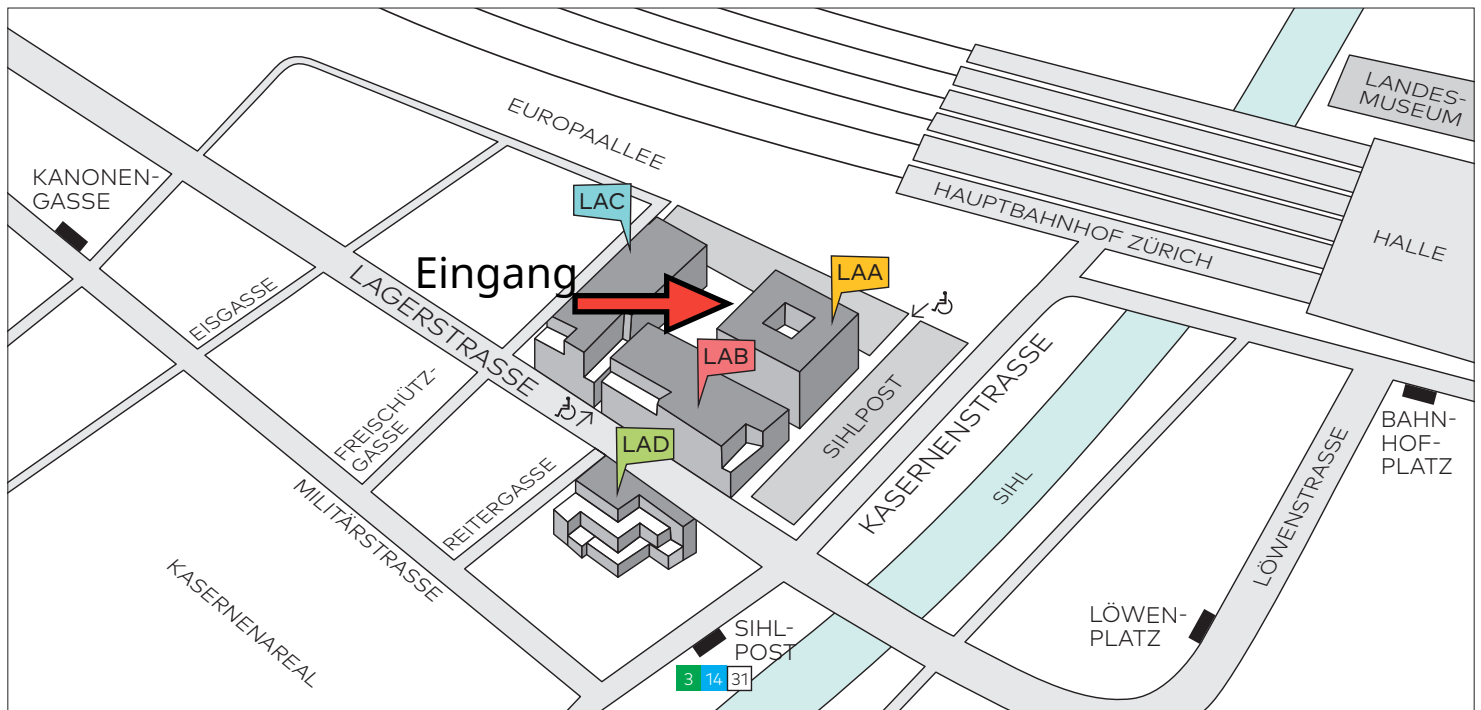 LANDES-
MUSEUM
EUROPAALLEE
KANONEN-
GASSE
LAC
HAUPTBAHNHOF ZÜRICH
HALLE
Eingang
LAA
LAGERSTRASSE
EISGASSE
LAB
KASERNENSTRASSE
SIHLPOST
FREISCHÜTZ-
GASSE
BAHN-
HOF-
PLATZ
LAD
REITERGASSE
SIHL
MILITÄRSTRASSE
LÖWENSTRASSE
KASERNENAREAL
LÖWEN-
PLATZ
SIHL-
POST
3 14 31